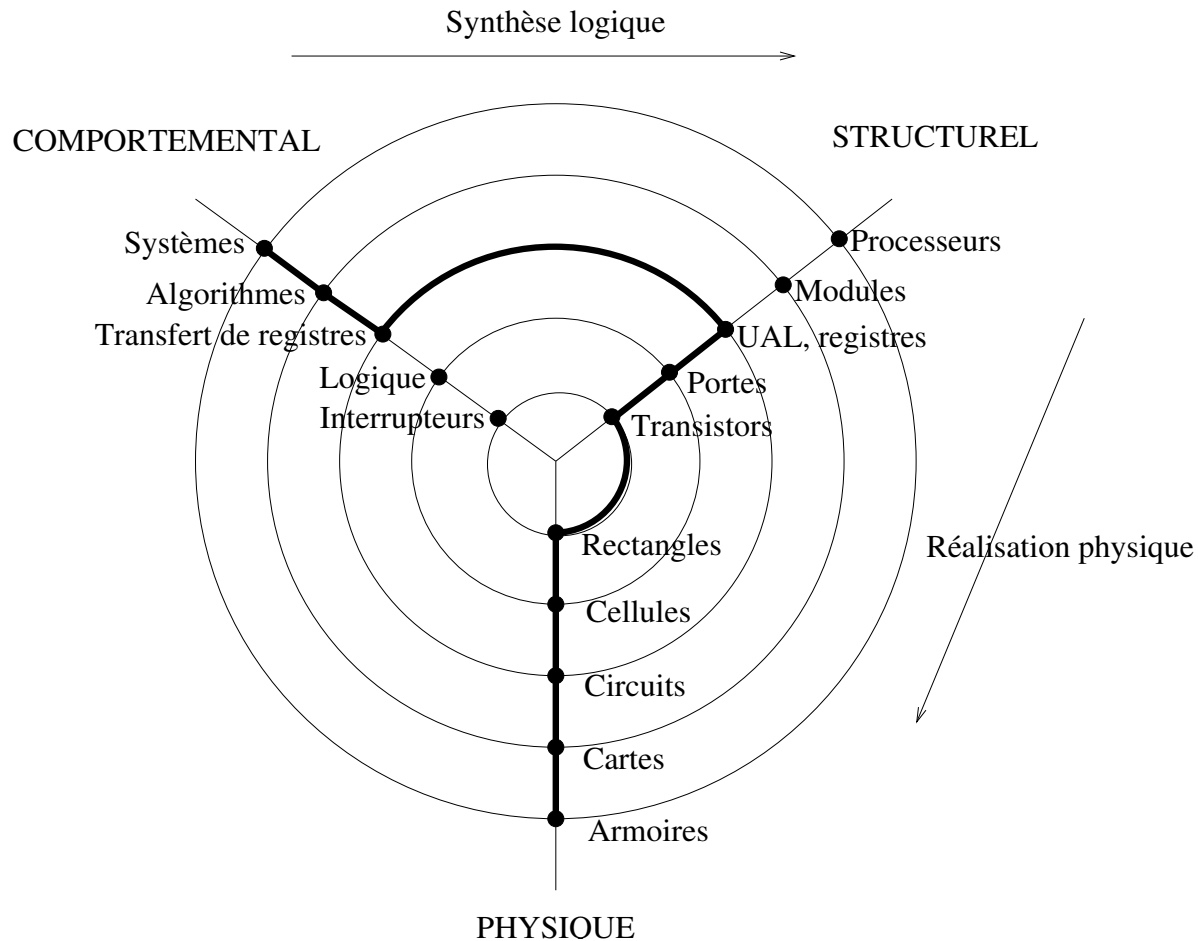 Synthèse logique
COMPORTEMENTAL
STRUCTUREL
Systèmes
Processeurs
Algorithmes
Modules
Transfert de registres
UAL, registres
Logique
Portes
Interrupteurs
Transistors
Rectangles
Réalisation physique
Cellules
Circuits
Cartes
Armoires
PHYSIQUE